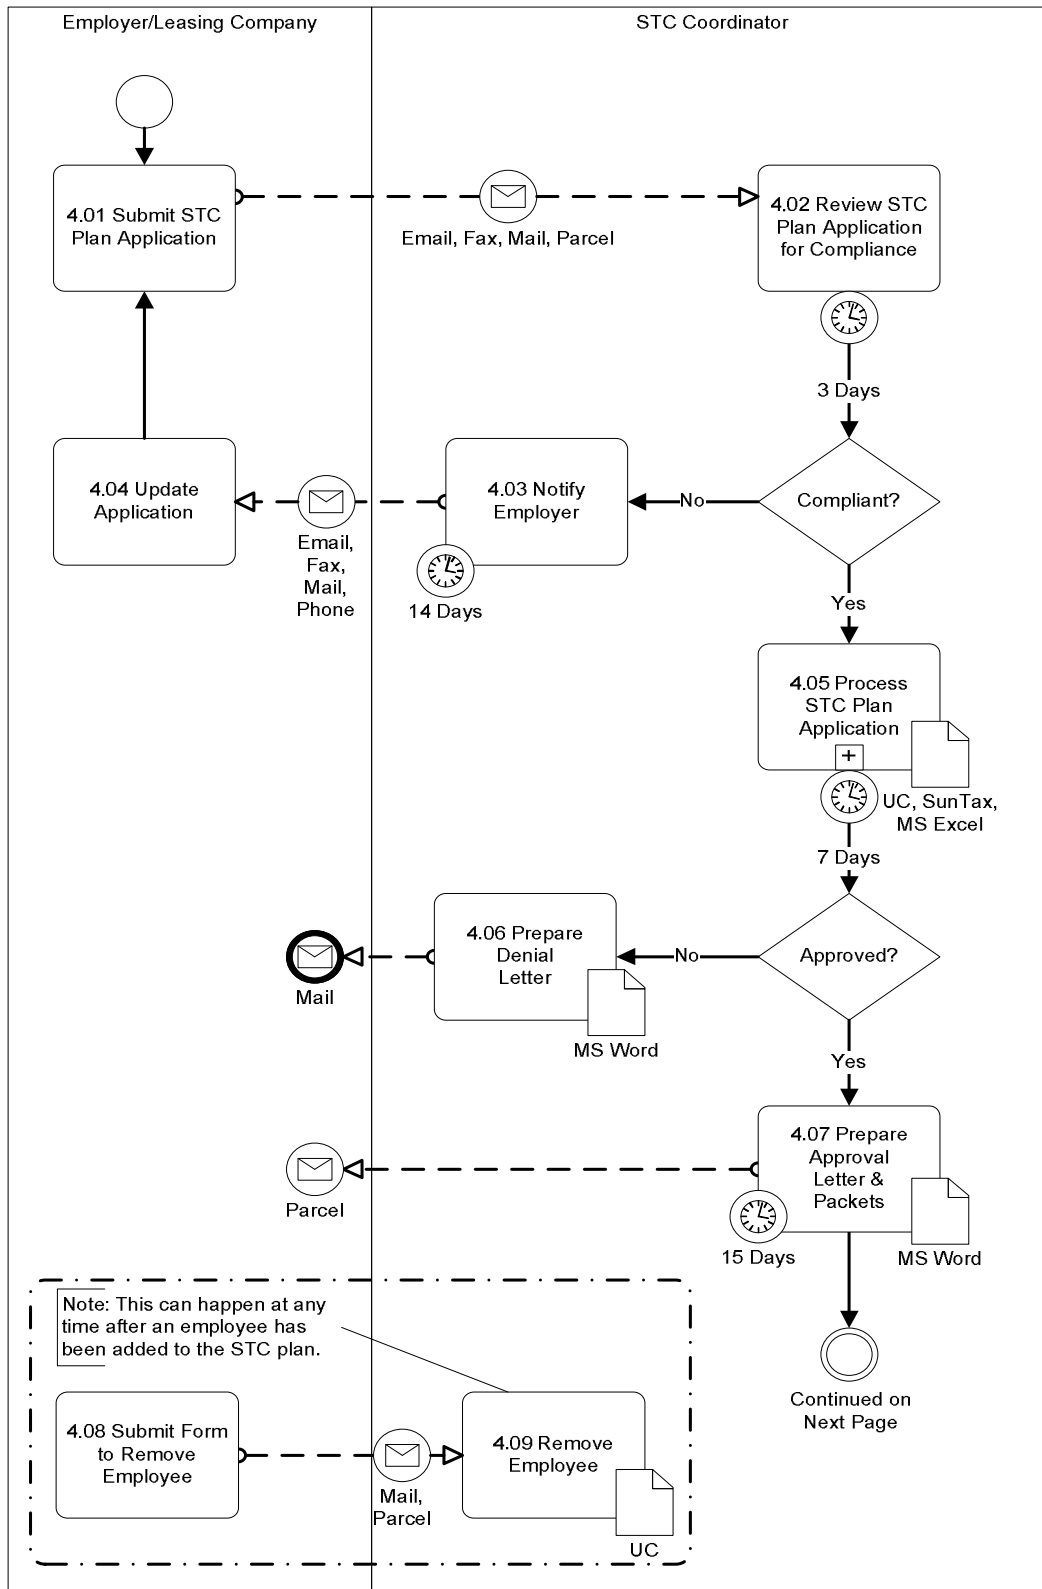 Employer/Leasing Company
STC Coordinator
4.01 Submit STC
Plan Application
Email, Fax, Mail, Parcel
4.02 Review STC
Plan Application
for Compliance
3 Days
4.04 Update
Application
Email,
Fax,
Mail,
Phone
4.03 Notify
Employer
14 Days
No
Compliant?
Yes
4.05 Process
STC Plan
Application
+
UC, SunTax,
MS Excel
7 Days
Mail
4.06 Prepare
Denial
Letter
MS Word
No
Approved?
Yes
Parcel
4.07 Prepare
Approval
Letter &
Packets
15 Days
MS Word
Note: This can happen at any
time after an employee has
been added to the STC plan.
Continued on
Next Page
4.08 Submit Form
to Remove
Employee
Mail,
Parcel
4.09 Remove
Employee
UC